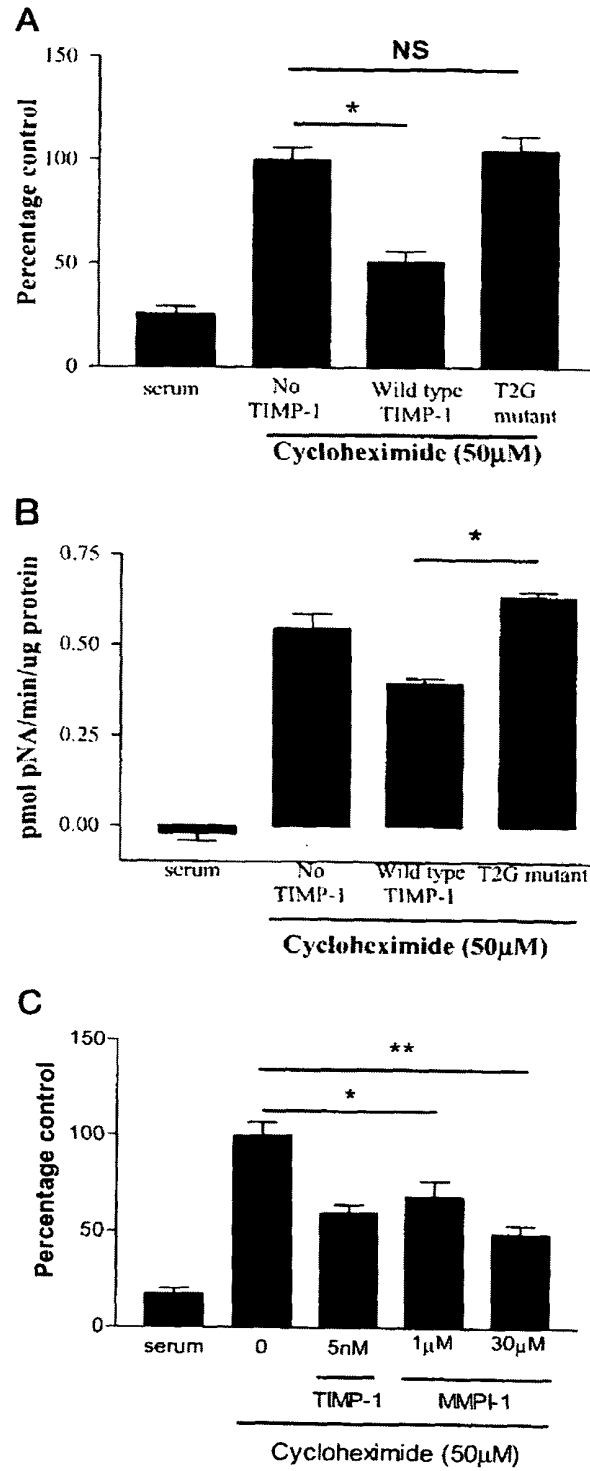 A
NS
*
150
100
50
0
Percentage control
serum
No TIMP-1
Wild type TIMP-1
T2G mutant
Cycloheximide (50μM)
B
*
0.75
0.50
0.25
0.00
pmol pNA/min/ug protein
serum
No TIMP-1
Wild type TIMP-1
T2G mutant
Cycloheximide (50μM)
C
**
*
150
100
50
0
Percentage control
serum
0
5nM
1μM
30μM
TIMP-1
MMPI-1
Cycloheximide (50μM)